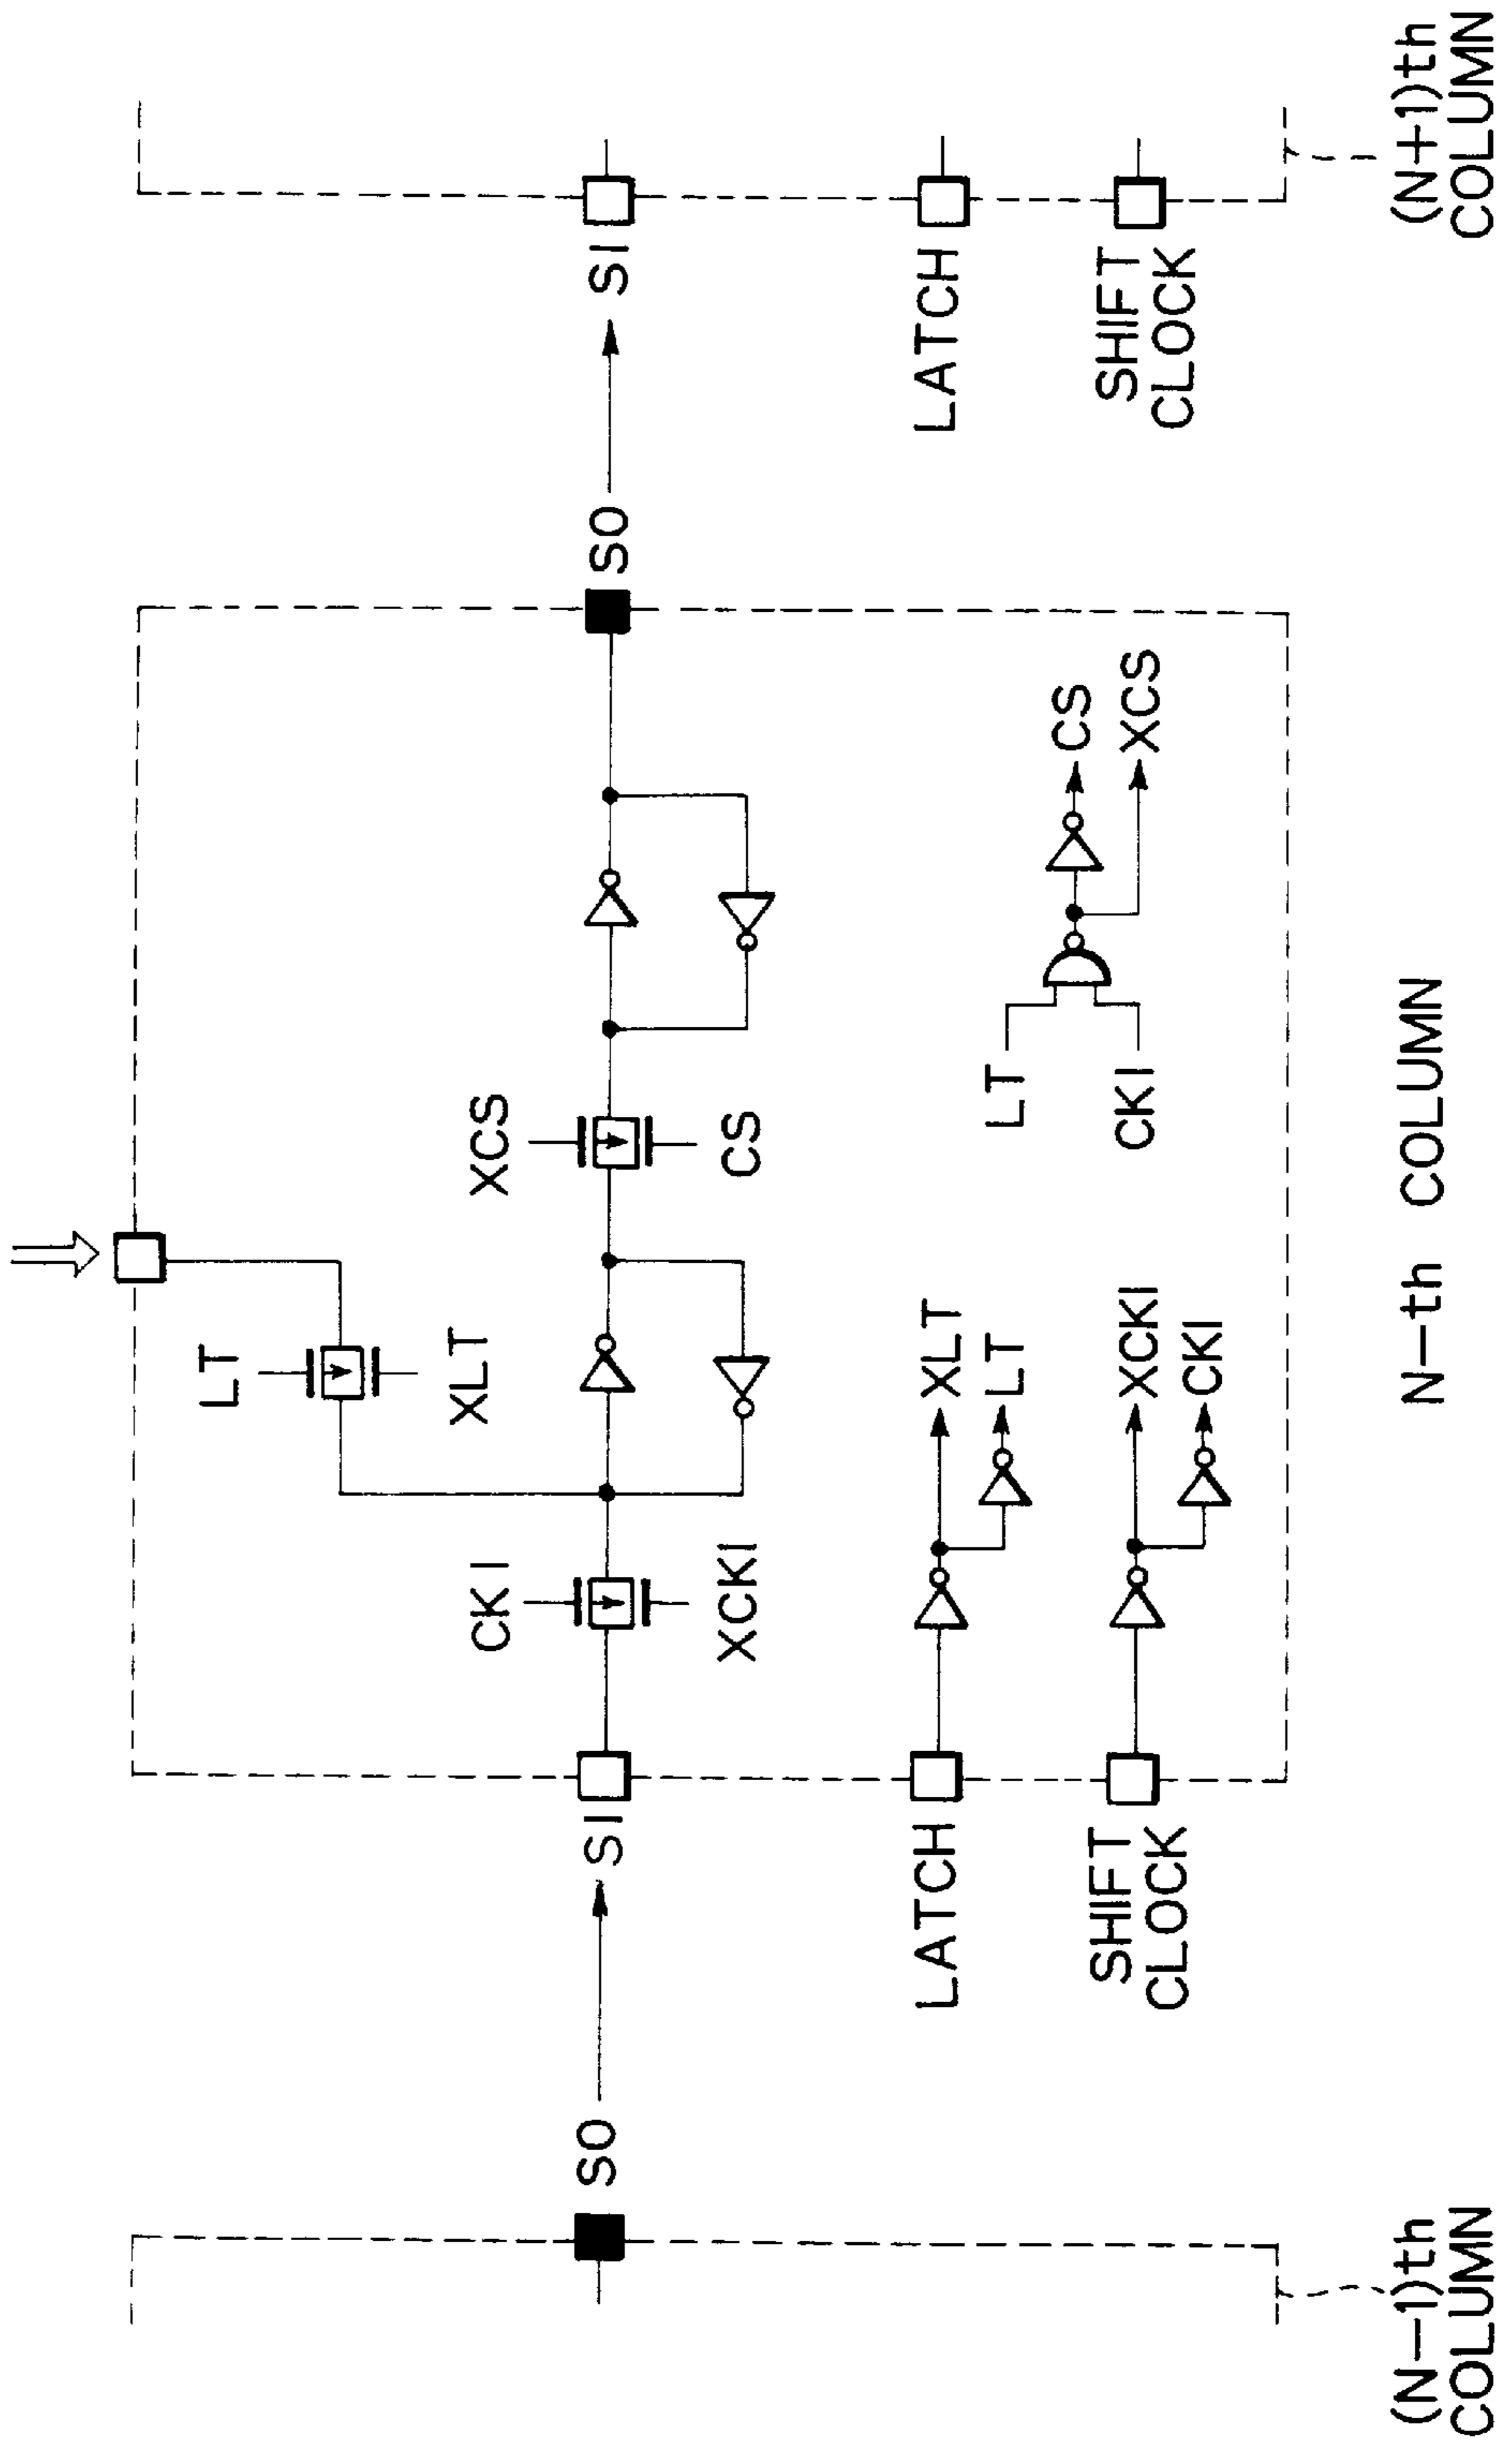 LT
XLT
CKI
XCKI
XCS
CS
SO
SI
SO
SI
LATCH
XLT
LT
LT
CKI
CS
XCS
LATCH
SHIFT
CLOCK
XCKI
CKI
SHIFT
CLOCK
(N-1)th
COLUMN
N-th COLUMN
(N+1)th
COLUMN